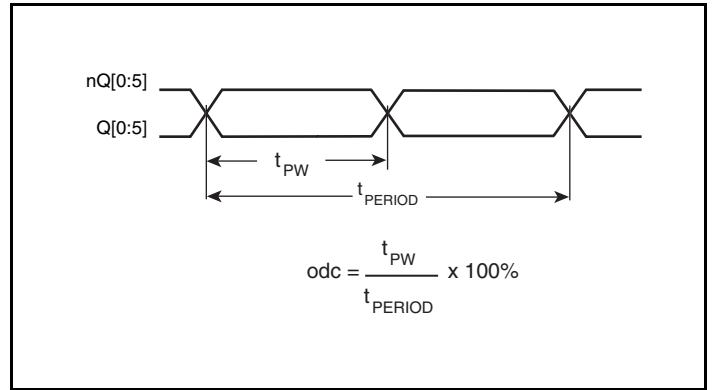 nQ[0:5]
Q[0:5]
tPW
tPERIOD
odc = tPW / tPERIOD x 100%